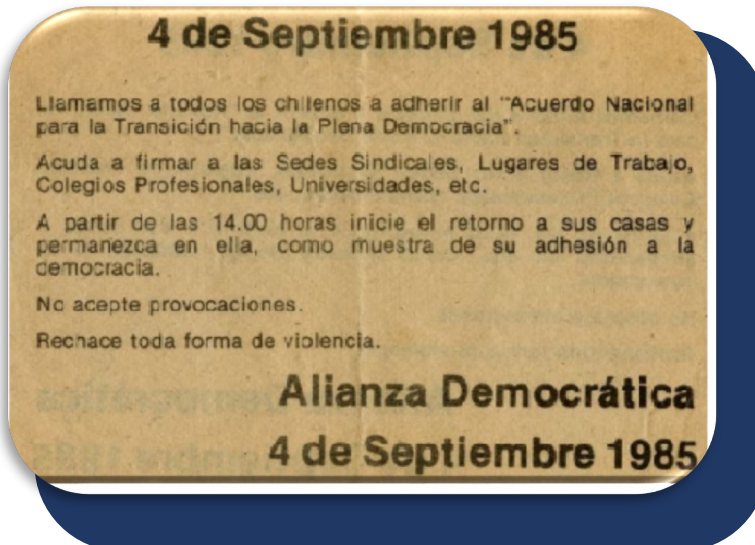 4 de Septiembre 1985
Llamamos a todos los chilenos a adherir al "Acuerdo Nacional
para la Transición hacia la Plena Democracia".
Acuda a firmar a las Sedes Sindicales, Lugares de Trabajo,
Colegios Profesionales, Universidades, etc.
A partir de las 14.00 horas inicie el retorno a sus casas y
permanezca en ella, como muestra de su adhesión a la
democracia.
No acepte provocaciones.
Rechace toda forma de violencia.
Alianza Democrática
4 de Septiembre 1985